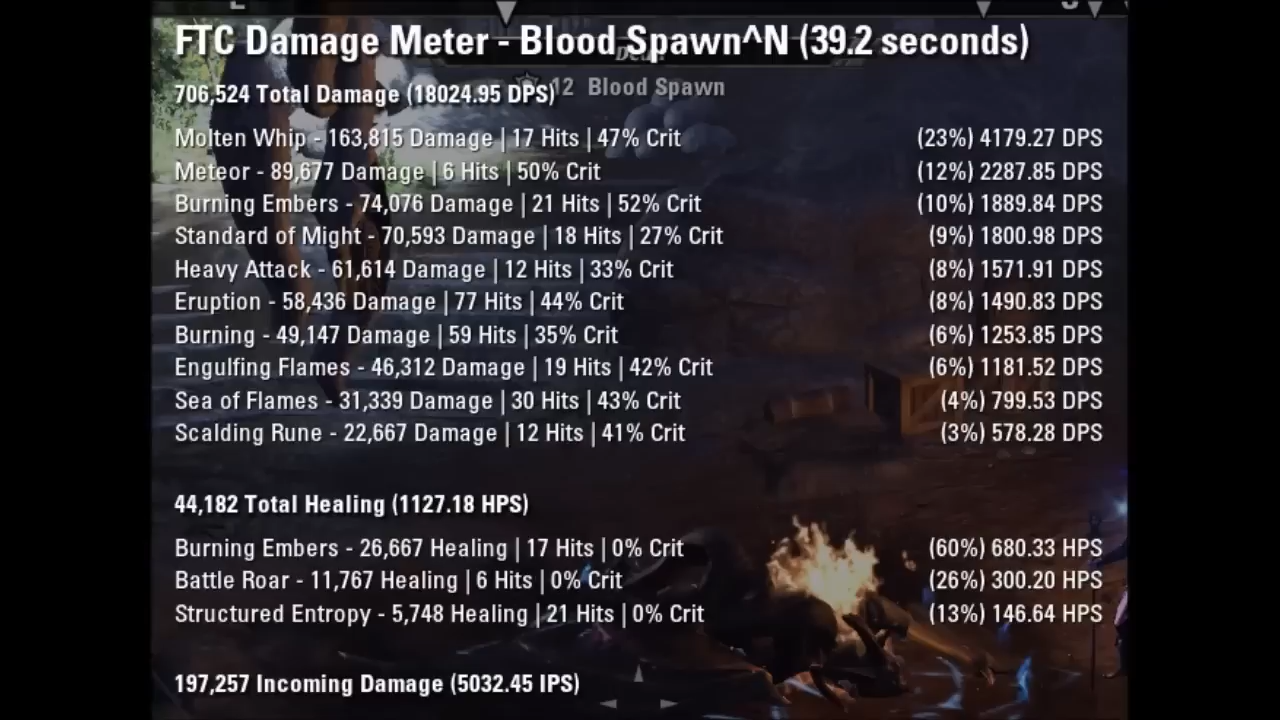 FTC Damage Meter - Blood Spawn^N (39.2 seconds)
12 Blood Spawn
706,524 Total Damage (18024.95 DPS)
Molten Whip - 163,815 Damage | 17 Hits | 47% Crit (23%) 4179.27 DPS
Meteor - 89,677 Damage | 6 Hits | 50% Crit (12%) 2287.85 DPS
Burning Embers - 74,076 Damage | 21 Hits | 52% Crit (10%) 1889.84 DPS
Standard of Might - 70,593 Damage | 18 Hits | 27% Crit (9%) 1800.98 DPS
Heavy Attack - 61,614 Damage | 12 Hits | 33% Crit (8%) 1571.91 DPS
Eruption - 58,436 Damage | 77 Hits | 44% Crit (8%) 1490.83 DPS
Burning - 49,147 Damage | 59 Hits | 35% Crit (6%) 1253.85 DPS
Engulfing Flames - 46,312 Damage | 19 Hits | 42% Crit (6%) 1181.52 DPS
Sea of Flames - 31,339 Damage | 30 Hits | 43% Crit (4%) 799.53 DPS
Scalding Rune - 22,667 Damage | 12 Hits | 41% Crit (3%) 578.28 DPS
44,182 Total Healing (1127.18 HPS)
Burning Embers - 26,667 Healing | 17 Hits | 0% Crit (60%) 680.33 HPS
Battle Roar - 11,767 Healing | 6 Hits | 0% Crit (26%) 300.20 HPS
Structured Entropy - 5,748 Healing | 21 Hits | 0% Crit (13%) 146.64 HPS
197,257 Incoming Damage (5032.45 IPS)